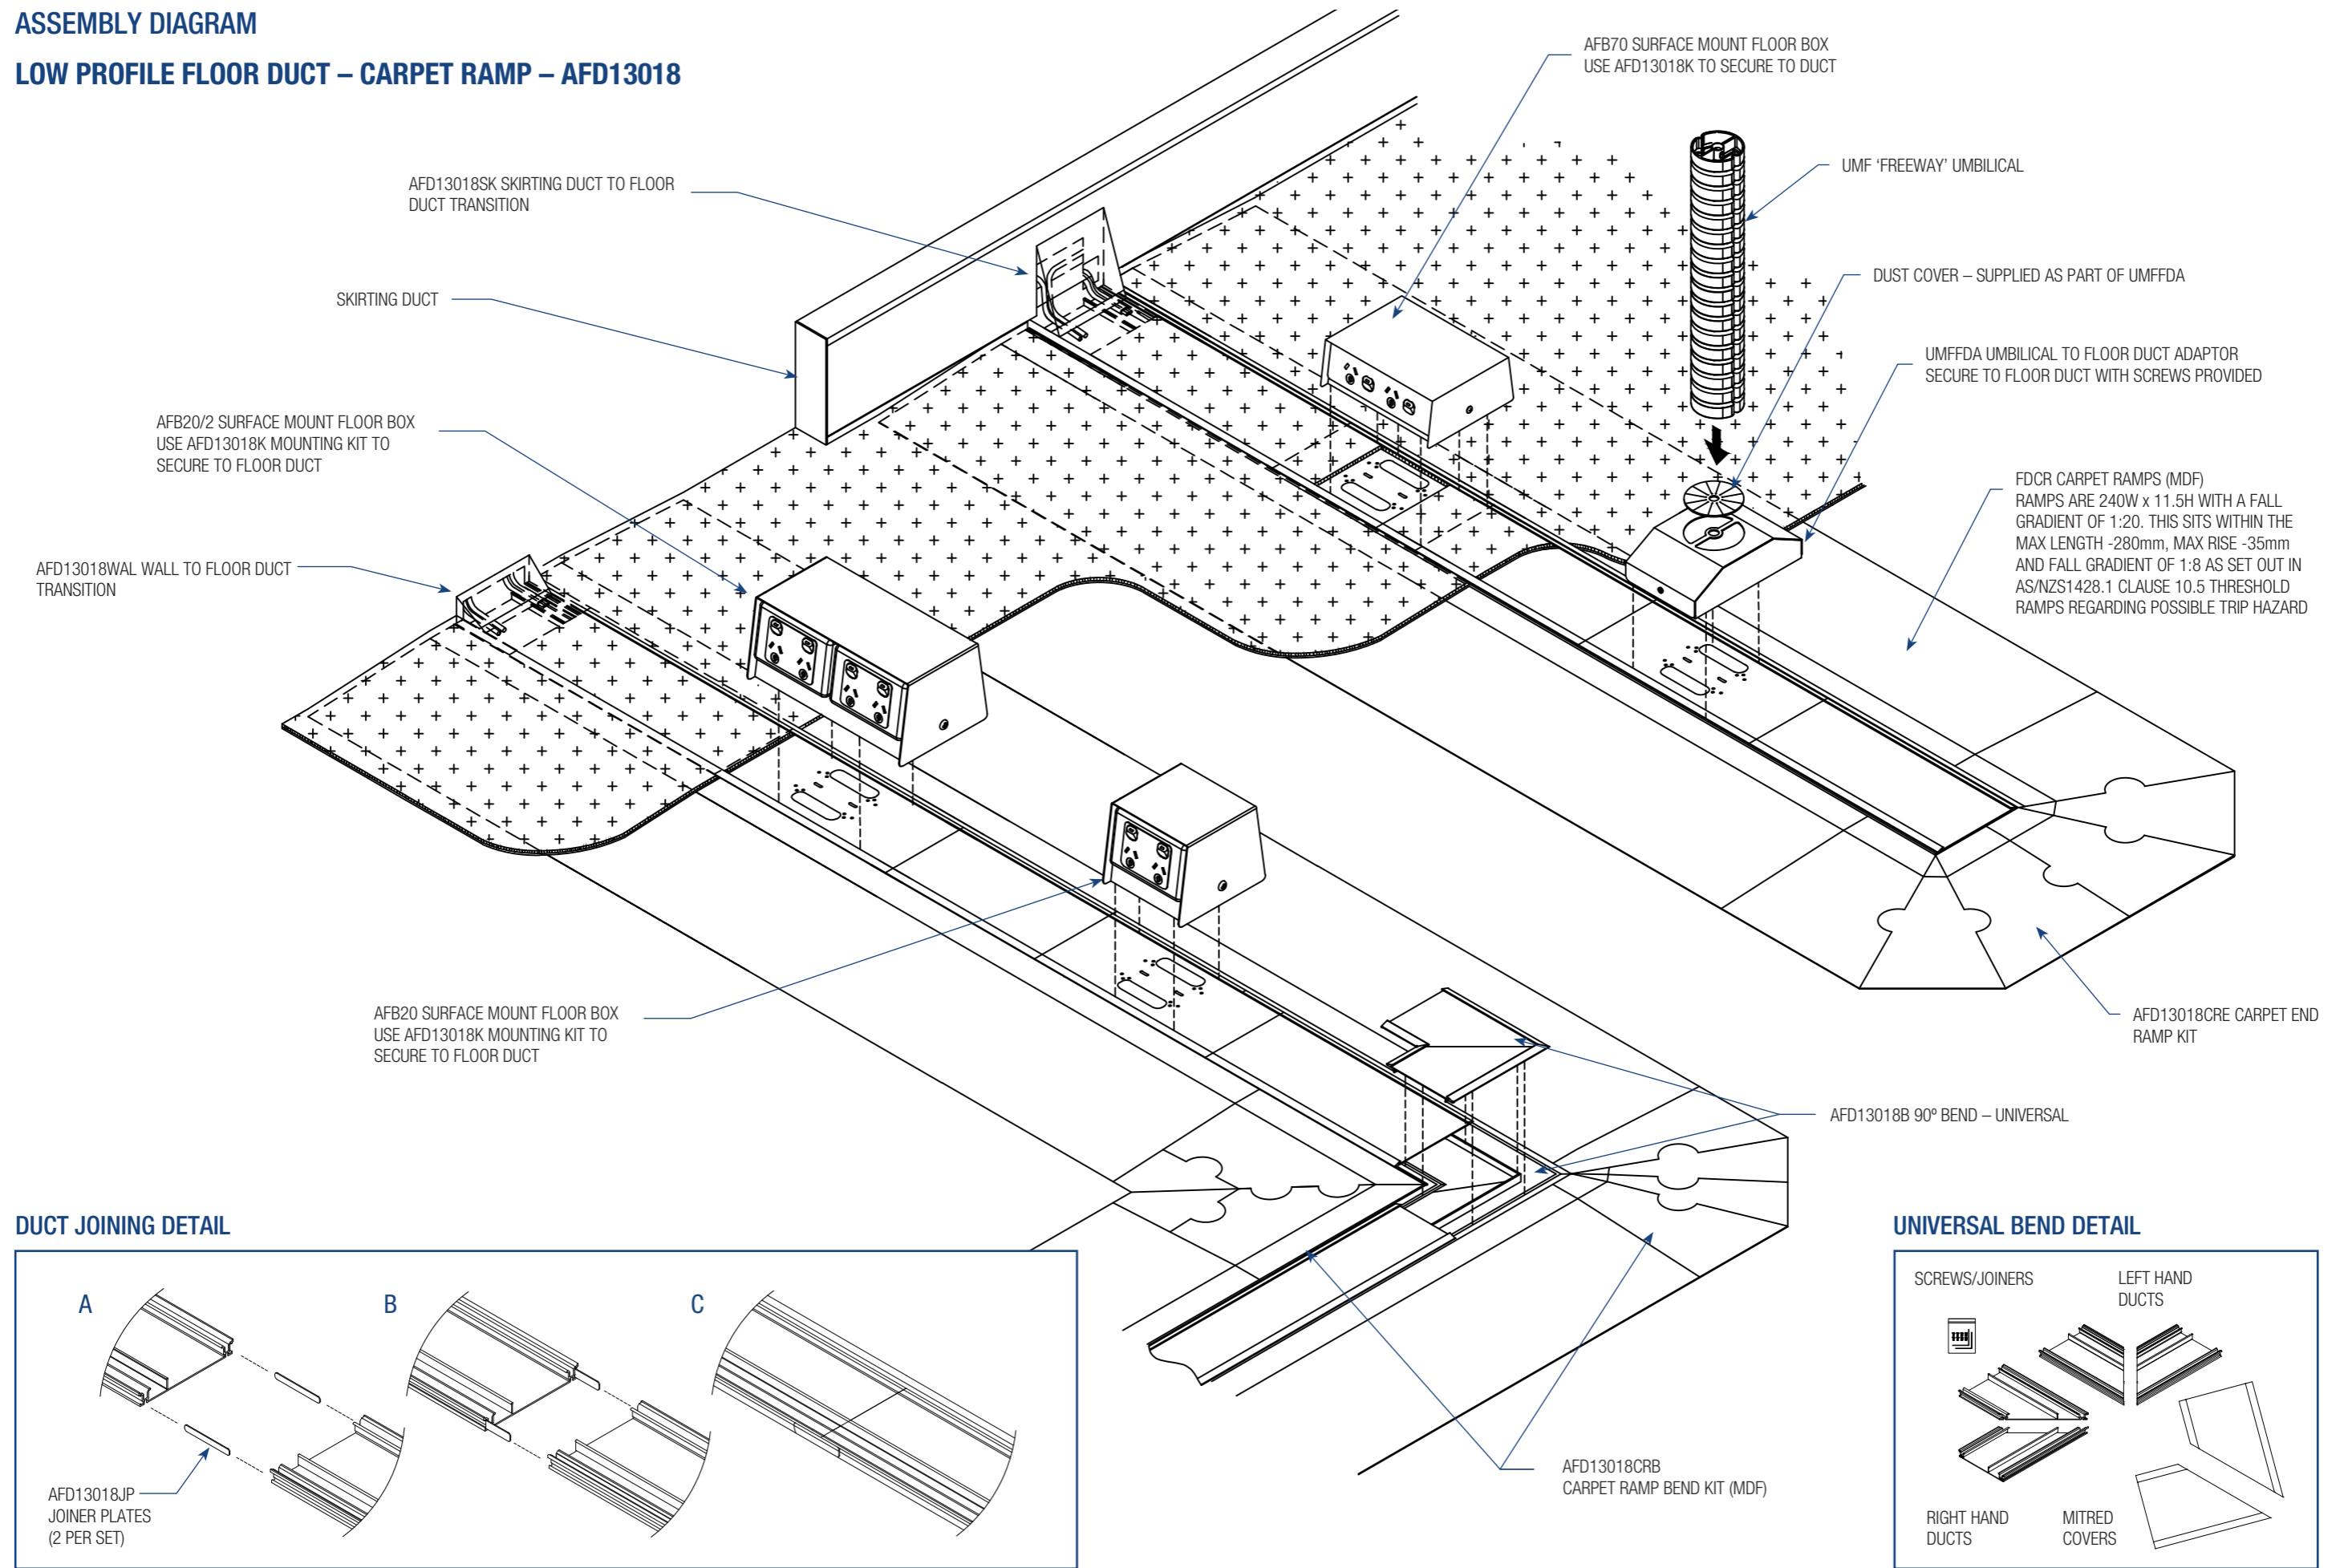 ASSEMBLY DIAGRAM
LOW PROFILE FLOOR DUCT – CARPET RAMP – AFD13018
AFB70 SURFACE MOUNT FLOOR BOX
USE AFD13018K TO SECURE TO DUCT
UMF ‘FREEWAY’ UMBILICAL
AFD13018SK SKIRTING DUCT TO FLOOR
DUCT TRANSITION
DUST COVER – SUPPLIED AS PART OF UMFFDA
SKIRTING DUCT
UMFFDA UMBILICAL TO FLOOR DUCT ADAPTOR
SECURE TO FLOOR DUCT WITH SCREWS PROVIDED
AFB20/2 SURFACE MOUNT FLOOR BOX
USE AFD13018K MOUNTING KIT TO
SECURE TO FLOOR DUCT
FDCR CARPET RAMPS (MDF)
RAMPS ARE 240W x 11.5H WITH A FALL
GRADIENT OF 1:20. THIS SITS WITHIN THE
MAX LENGTH -280mm, MAX RISE -35mm
AND FALL GRADIENT OF 1:8 AS SET OUT IN
AS/NZS1428.1 CLAUSE 10.5 THRESHOLD
RAMPS REGARDING POSSIBLE TRIP HAZARD
AFD13018WAL WALL TO FLOOR DUCT
TRANSITION
AFB20 SURFACE MOUNT FLOOR BOX
USE AFD13018K MOUNTING KIT TO
SECURE TO FLOOR DUCT
AFD13018CRE CARPET END
RAMP KIT
AFD13018B 90º BEND – UNIVERSAL
AFD13018CRB
CARPET RAMP BEND KIT (MDF)
DUCT JOINING DETAIL
A
B
C
AFD13018JP
JOINER PLATES
(2 PER SET)
UNIVERSAL BEND DETAIL
SCREWS/JOINERS
LEFT HAND
DUCTS
RIGHT HAND
DUCTS
MITRED
COVERS